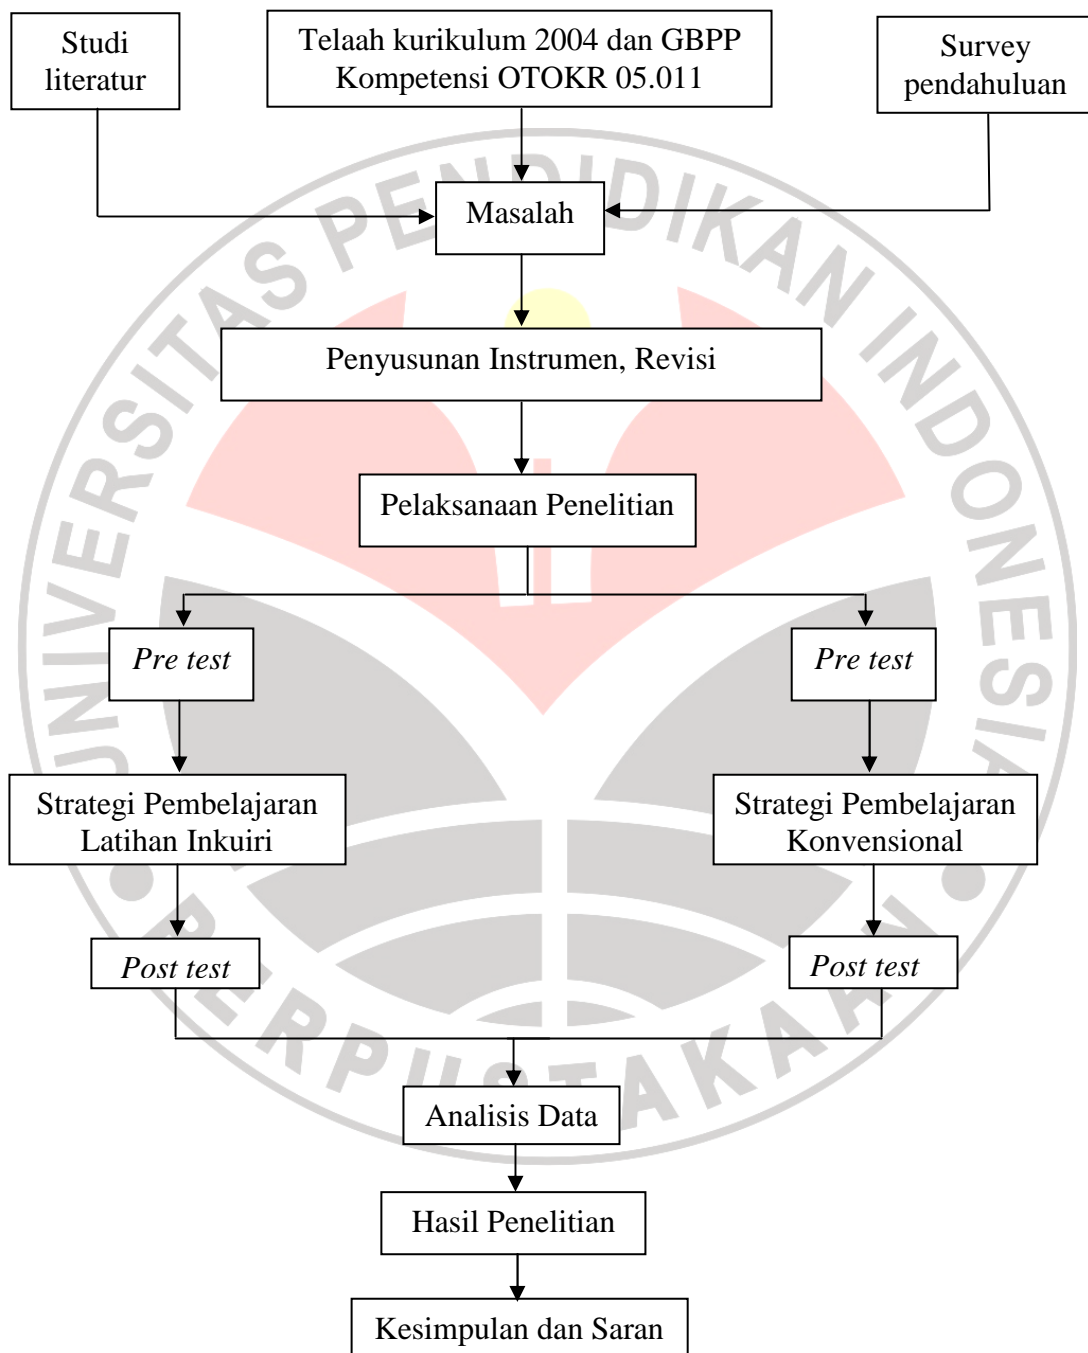 Studi
literatur
Telaah kurikulum 2004 dan GBPP
Kompetensi OTOKR 05.011
Survey
pendahuluan
Masalah
Penyusunan Instrumen, Revisi
Pelaksanaan Penelitian
Pre test
Pre test
Strategi Pembelajaran
Latihan Inkuiri
Strategi Pembelajaran
Konvensional
Post test
Post test
Analisis Data
Hasil Penelitian
Kesimpulan dan Saran
UNIVERSITAS PENDIDIKAN INDONESIA
PERPUSTAKAAN